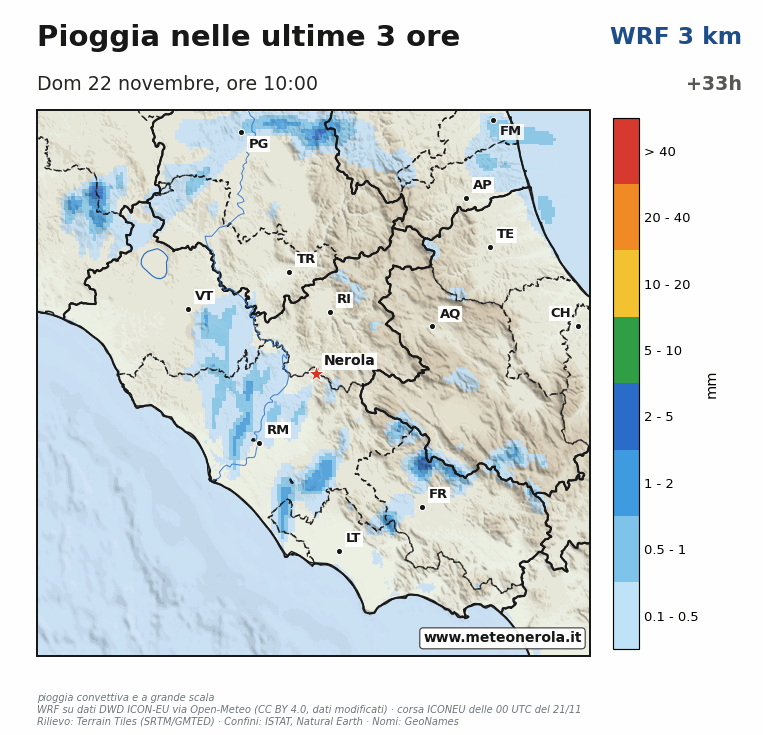 Pioggia nelle ultime 3 ore
WRF 3 km
Dom 22 novembre, ore 10:00
+33h
FM
PG
AP
TE
TR
VT
RI
AQ
CH
Nerola
RM
FR
LT
www.meteonerola.it
> 40
20 - 40
10 - 20
5 - 10
2 - 5
1 - 2
0.5 - 1
0.1 - 0.5
mm
pioggia convettiva e a grande scala
WRF su dati DWD ICON-EU via Open-Meteo (CC BY 4.0, dati modificati) · corsa ICONEU delle 00 UTC del 21/11
Rilievo: Terrain Tiles (SRTM/GMTED) · Confini: ISTAT, Natural Earth · Nomi: GeoNames